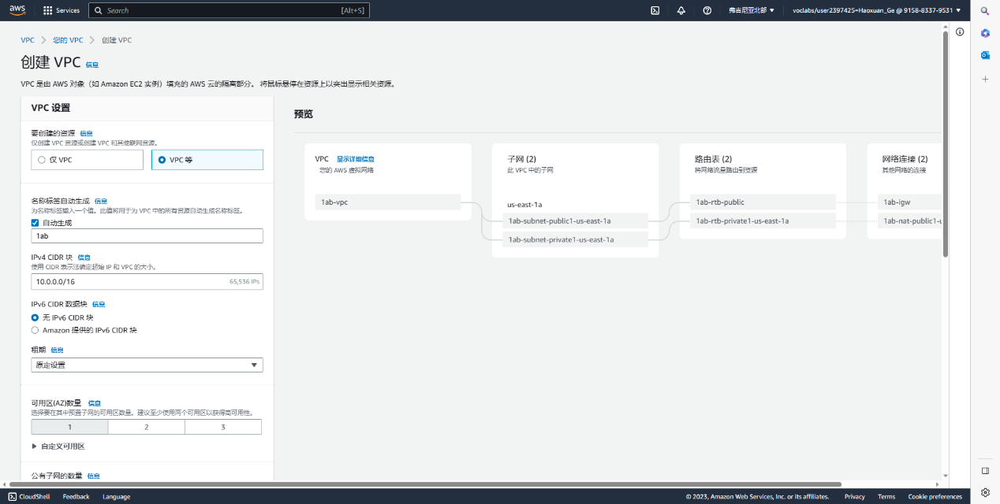 aws
Services
Search
[Alt+S]
弗吉尼亚北部
voclabs/user2397425=Haoxuan_Ge @ 9158-8337-9531
VPC
您的 VPC
创建 VPC
创建 VPC 信息
VPC 是由 AWS 对象（如 Amazon EC2 实例）填充的 AWS 云的隔离部分。 将鼠标悬停在资源上以突出显示相关资源。
VPC 设置
要创建的资源 信息
仅创建 VPC 资源或创建 VPC 和其他联网资源。
仅 VPC
VPC 等
名称标签自动生成 信息
为名称标签输入一个值。此值将用于为 VPC 中的所有资源自动生成名称标签。
自动生成
1ab
IPv4 CIDR 块 信息
使用 CIDR 表示法确定起始 IP 和 VPC 的大小。
10.0.0.0/16
65,536 IPs
IPv6 CIDR 数据块 信息
无 IPv6 CIDR 块
Amazon 提供的 IPv6 CIDR 块
租期 信息
原定设置
可用区(AZ)数量 信息
选择要在其中预置子网的可用区数量。建议至少使用两个可用区以获得高可用性。
1
2
3
自定义可用区
公有子网的数量 信息
预览
VPC 显示详细信息
您的 AWS 虚拟网络
1ab-vpc
子网 (2)
此 VPC 中的子网
us-east-1a
1ab-subnet-public1-us-east-1a
1ab-subnet-private1-us-east-1a
路由表 (2)
将网络流量路由到资源
1ab-rtb-public
1ab-rtb-private1-us-east-1a
网络连接 (2)
其他网络的连接
1ab-igw
1ab-nat-public1-u
CloudShell
Feedback
Language
© 2023, Amazon Web Services, Inc. or its affiliates.
Privacy
Terms
Cookie preferences